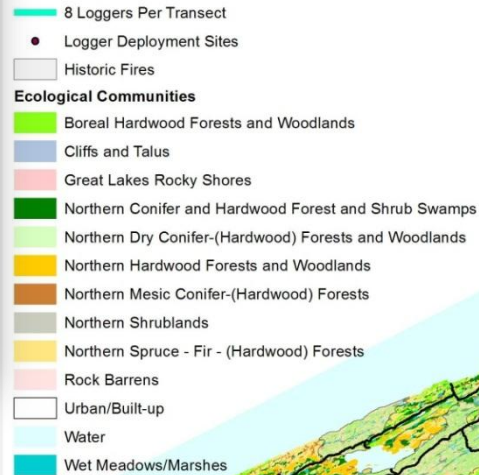 8 Loggers Per Transect
Logger Deployment Sites
Historic Fires
Ecological Communities
Boreal Hardwood Forests and Woodlands
Cliffs and Talus
Great Lakes Rocky Shores
Northern Conifer and Hardwood Forest and Shrub Swamps
Northern Dry Conifer-(Hardwood) Forests and Woodlands
Northern Hardwood Forests and Woodlands
Northern Mesic Conifer-(Hardwood) Forests
Northern Shrublands
Northern Spruce - Fir - (Hardwood) Forests
Rock Barrens
Urban/Built-up
Water
Wet Meadows/Marshes